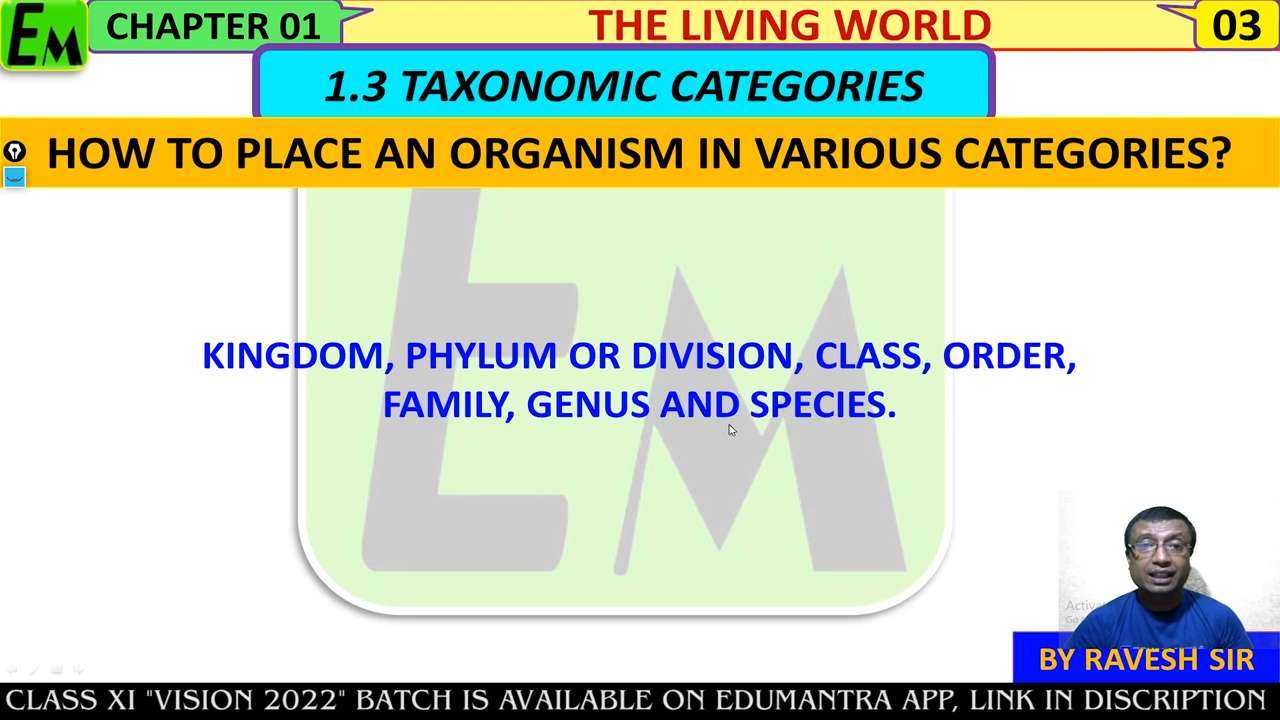 EM
CHAPTER 01
THE LIVING WORLD
03
1.3 TAXONOMIC CATEGORIES
HOW TO PLACE AN ORGANISM IN VARIOUS CATEGORIES?
EM
KINGDOM, PHYLUM OR DIVISION, CLASS, ORDER,
FAMILY, GENUS AND SPECIES.
BY RAVESH SIR
CLASS XI "VISION 2022" BATCH IS AVAILABLE ON EDUMANTRA APP, LINK IN DISCRIPTION